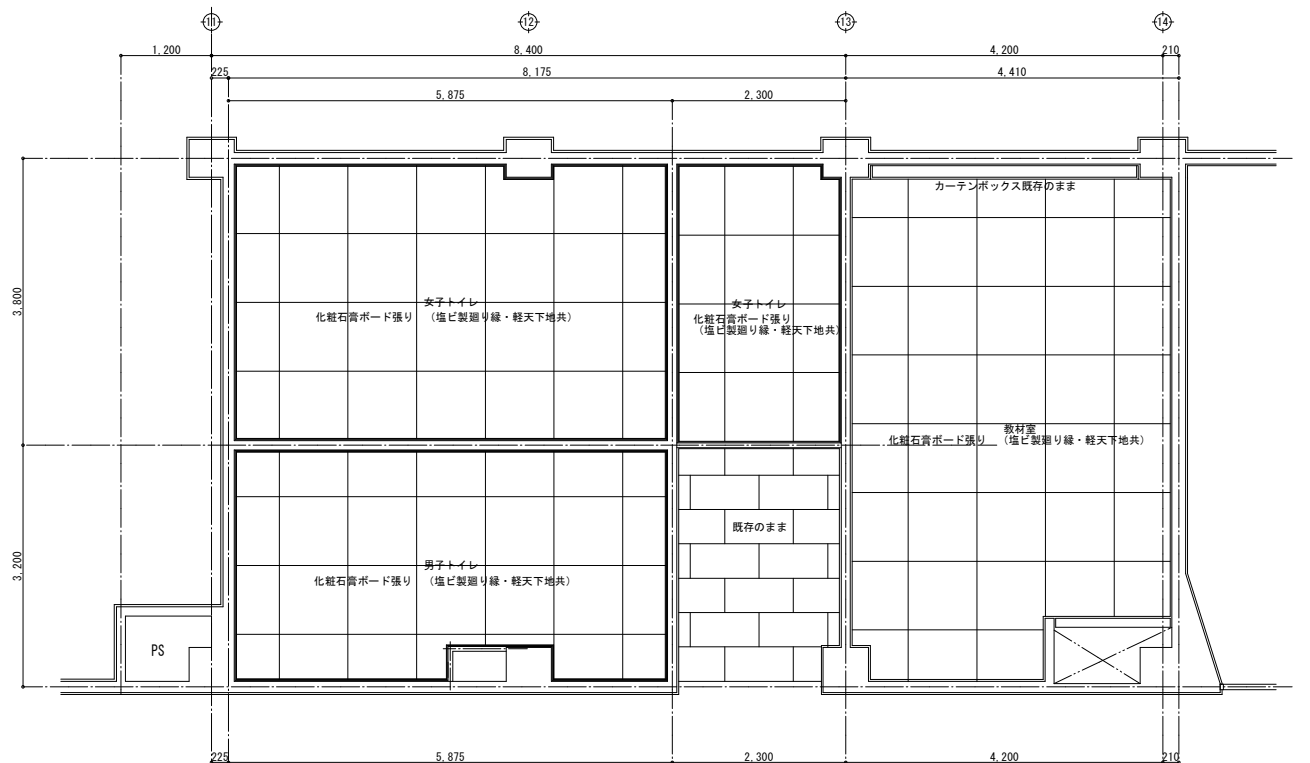 11
12
13
14
1,200
8,400
4,200
210
225
8,175
4,410
5,875
2,300
カーテンボックス既存のまま
3,800
女子トイレ
化粧石膏ボード張り （塩ビ製廻り縁・軽天下地共）
女子トイレ
化粧石膏ボード張り
（塩ビ製廻り縁・軽天下地共）
教材室
化粧石膏ボード張り （塩ビ製廻り縁・軽天下地共）
既存のまま
3,200
男子トイレ
化粧石膏ボード張り （塩ビ製廻り縁・軽天下地共）
PS
225
5,875
2,300
4,200
210